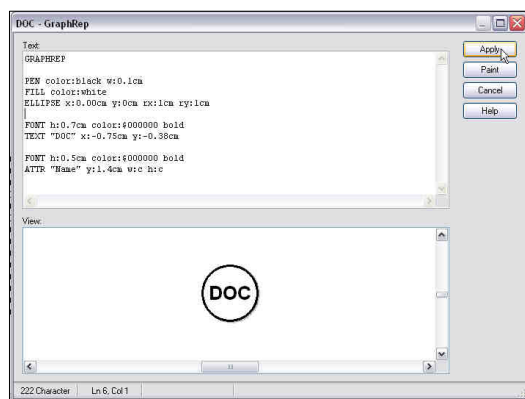 DOC - GraphRep
Text:
GRAPHREP
PEN color:black w:0.1cm
FILL color:white
ELLIPSE x:0.00cm y:0cm rx:1cm ry:1cm
FONT h:0.7cm color:$000000 bold
TEXT "DOC" x:-0.75cm y:-0.38cm
FONT h:0.5cm color:$000000 bold
ATTR "Name" y:1.4cm w:c h:c
Apply
Paint
Cancel
Help
View:
DOC
222 Character Ln 6, Col 1